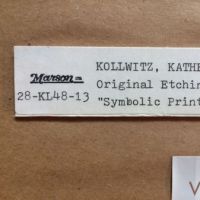 KOLLWITZ, KATHE
Marson
Original Etchin
28-KL48-13
"Symbolic Print
V